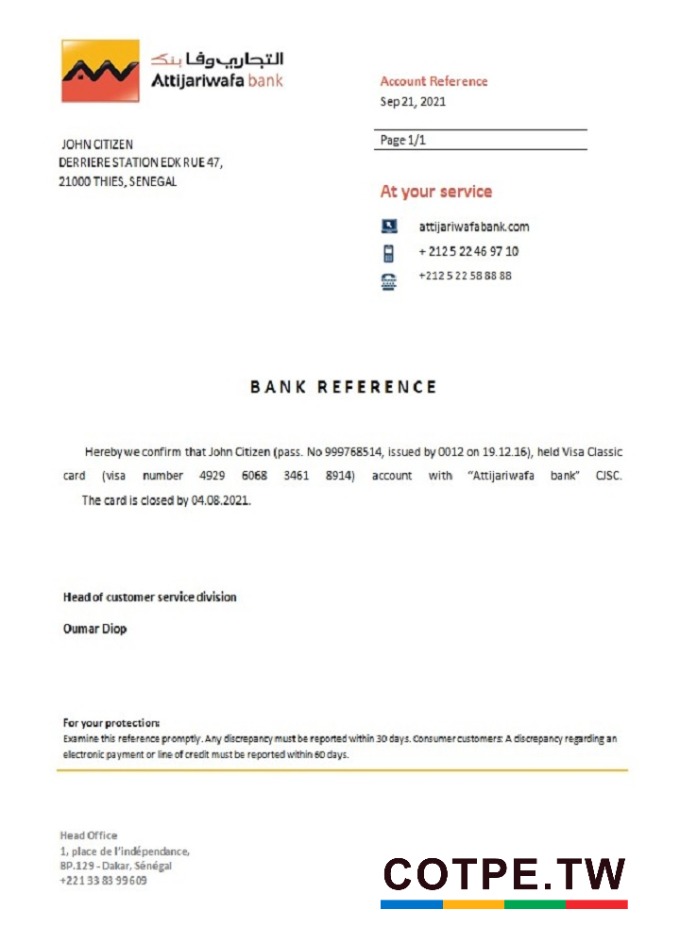 التجاري وفا بنك
Attijariwafa bank
Account Reference
Sep 21, 2021
Page 1/1
JOHN CITIZEN
DERRIERE STATION EDK RUE 47,
21000 THIES, SENEGAL
At your service
attijariwafabank.com
+ 212 5 22 46 97 10
+212 5 22 58 88 88
BANK REFERENCE
Hereby we confirm that John Citizen (pass. No 999768514, issued by 0012 on 19.12.16), held Visa Classic
card (visa number 4929 6068 3461 8914) account with “Attijariwafa bank” CJSC.
The card is closed by 04.08.2021.
Head of customer service division
Oumar Diop
For your protection:
Examine this reference promptly. Any discrepancy must be reported within 30 days. Consumer customers: A discrepancy regarding an
electronic payment or line of credit must be reported within 60 days.
Head Office
1, place de l’indépendance,
BP.129 - Dakar, Sénégal
+221 33 83 99609
COTPE.TW